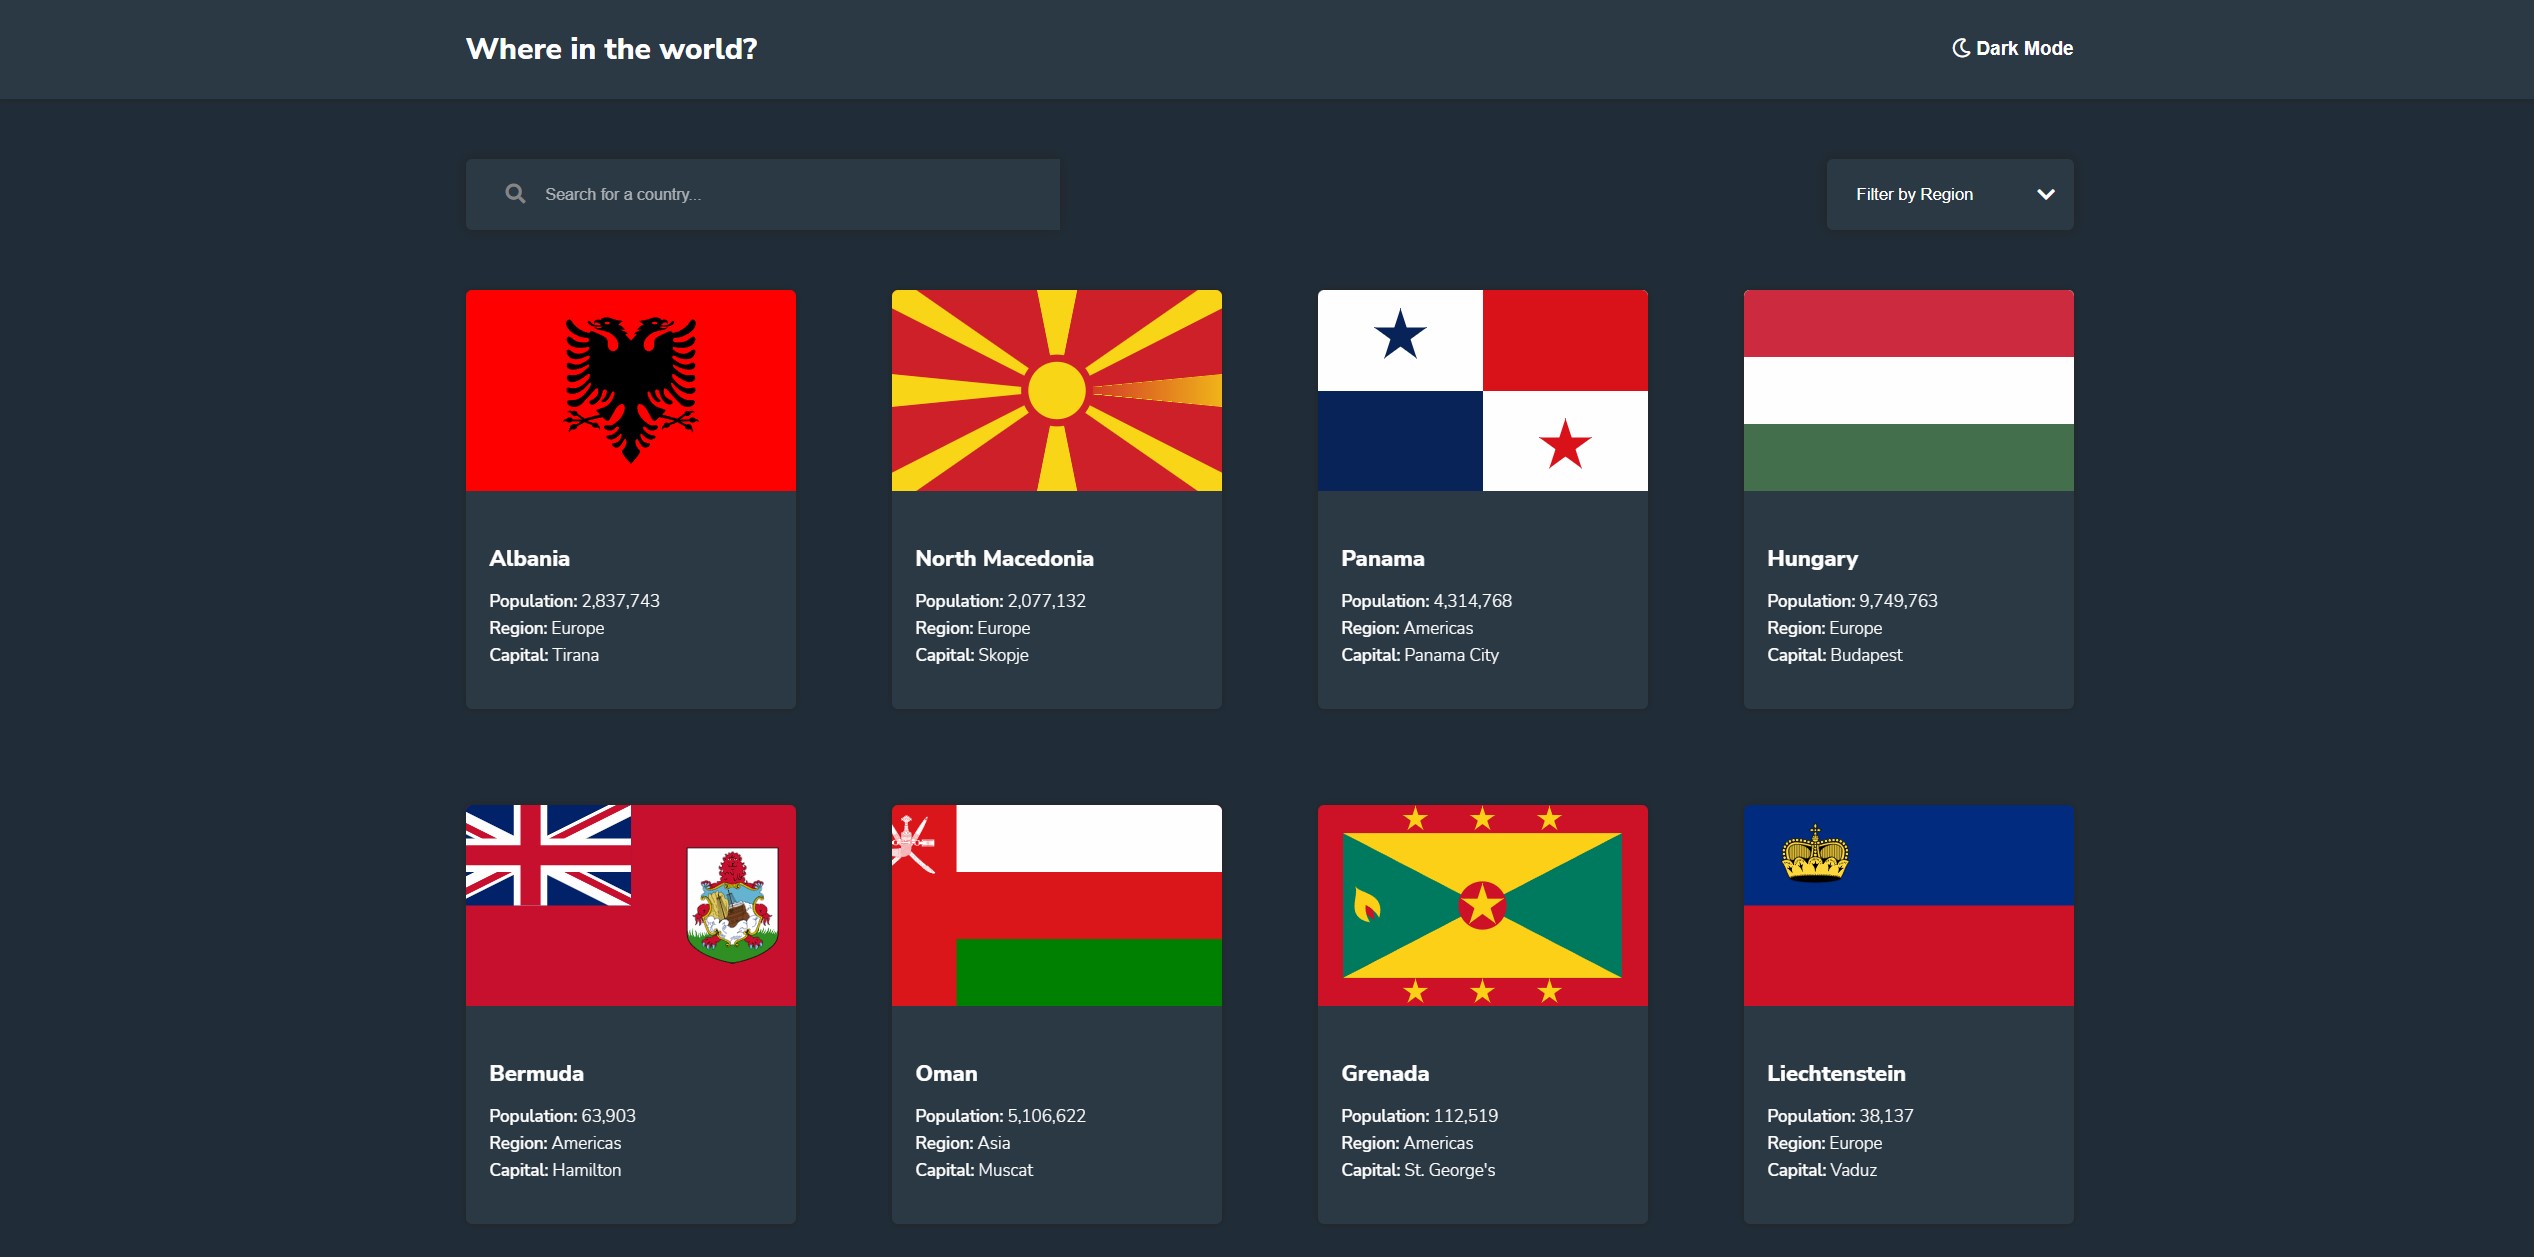 Where in the world?
Dark Mode
Search for a country...
Filter by Region
Albania
Population: 2,837,743
Region: Europe
Capital: Tirana
North Macedonia
Population: 2,077,132
Region: Europe
Capital: Skopje
Panama
Population: 4,314,768
Region: Americas
Capital: Panama City
Hungary
Population: 9,749,763
Region: Europe
Capital: Budapest
Bermuda
Population: 63,903
Region: Americas
Capital: Hamilton
Oman
Population: 5,106,622
Region: Asia
Capital: Muscat
Grenada
Population: 112,519
Region: Americas
Capital: St. George's
Liechtenstein
Population: 38,137
Region: Europe
Capital: Vaduz